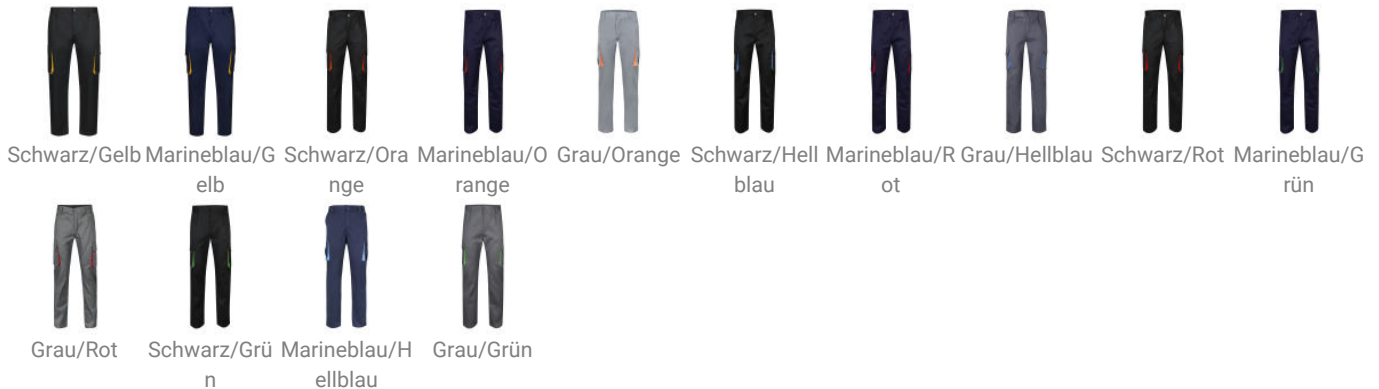 Schwarz/Gelb Marineblau/G Schwarz/Ora Marineblau/O Grau/Orange Schwarz/Hell Marineblau/R Grau/Hellblau Schwarz/Rot Marineblau/G
elb nge range blau ot rün
Grau/Rot Schwarz/Grü Marineblau/H Grau/Grün
n ellblau